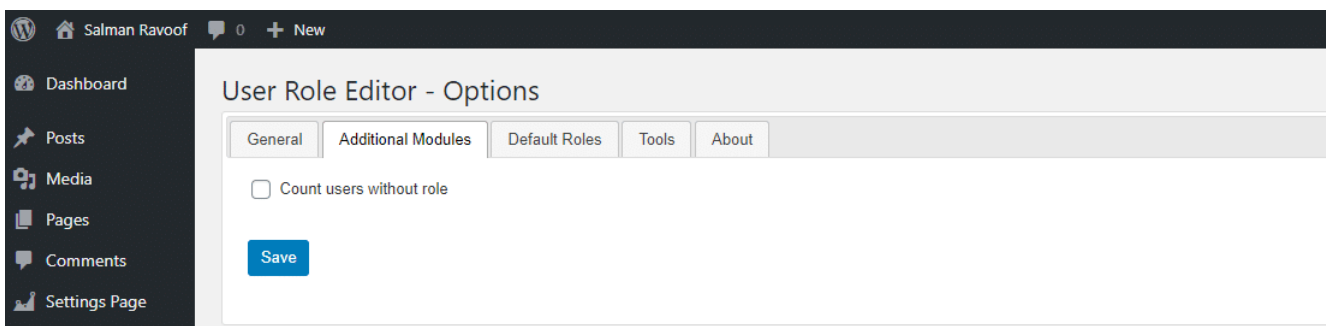 Salman Ravoof 0 + New
Dashboard
Posts
Media
Pages
Comments
Settings Page
User Role Editor - Options
General Additional Modules Default Roles Tools About
Count users without role
Save